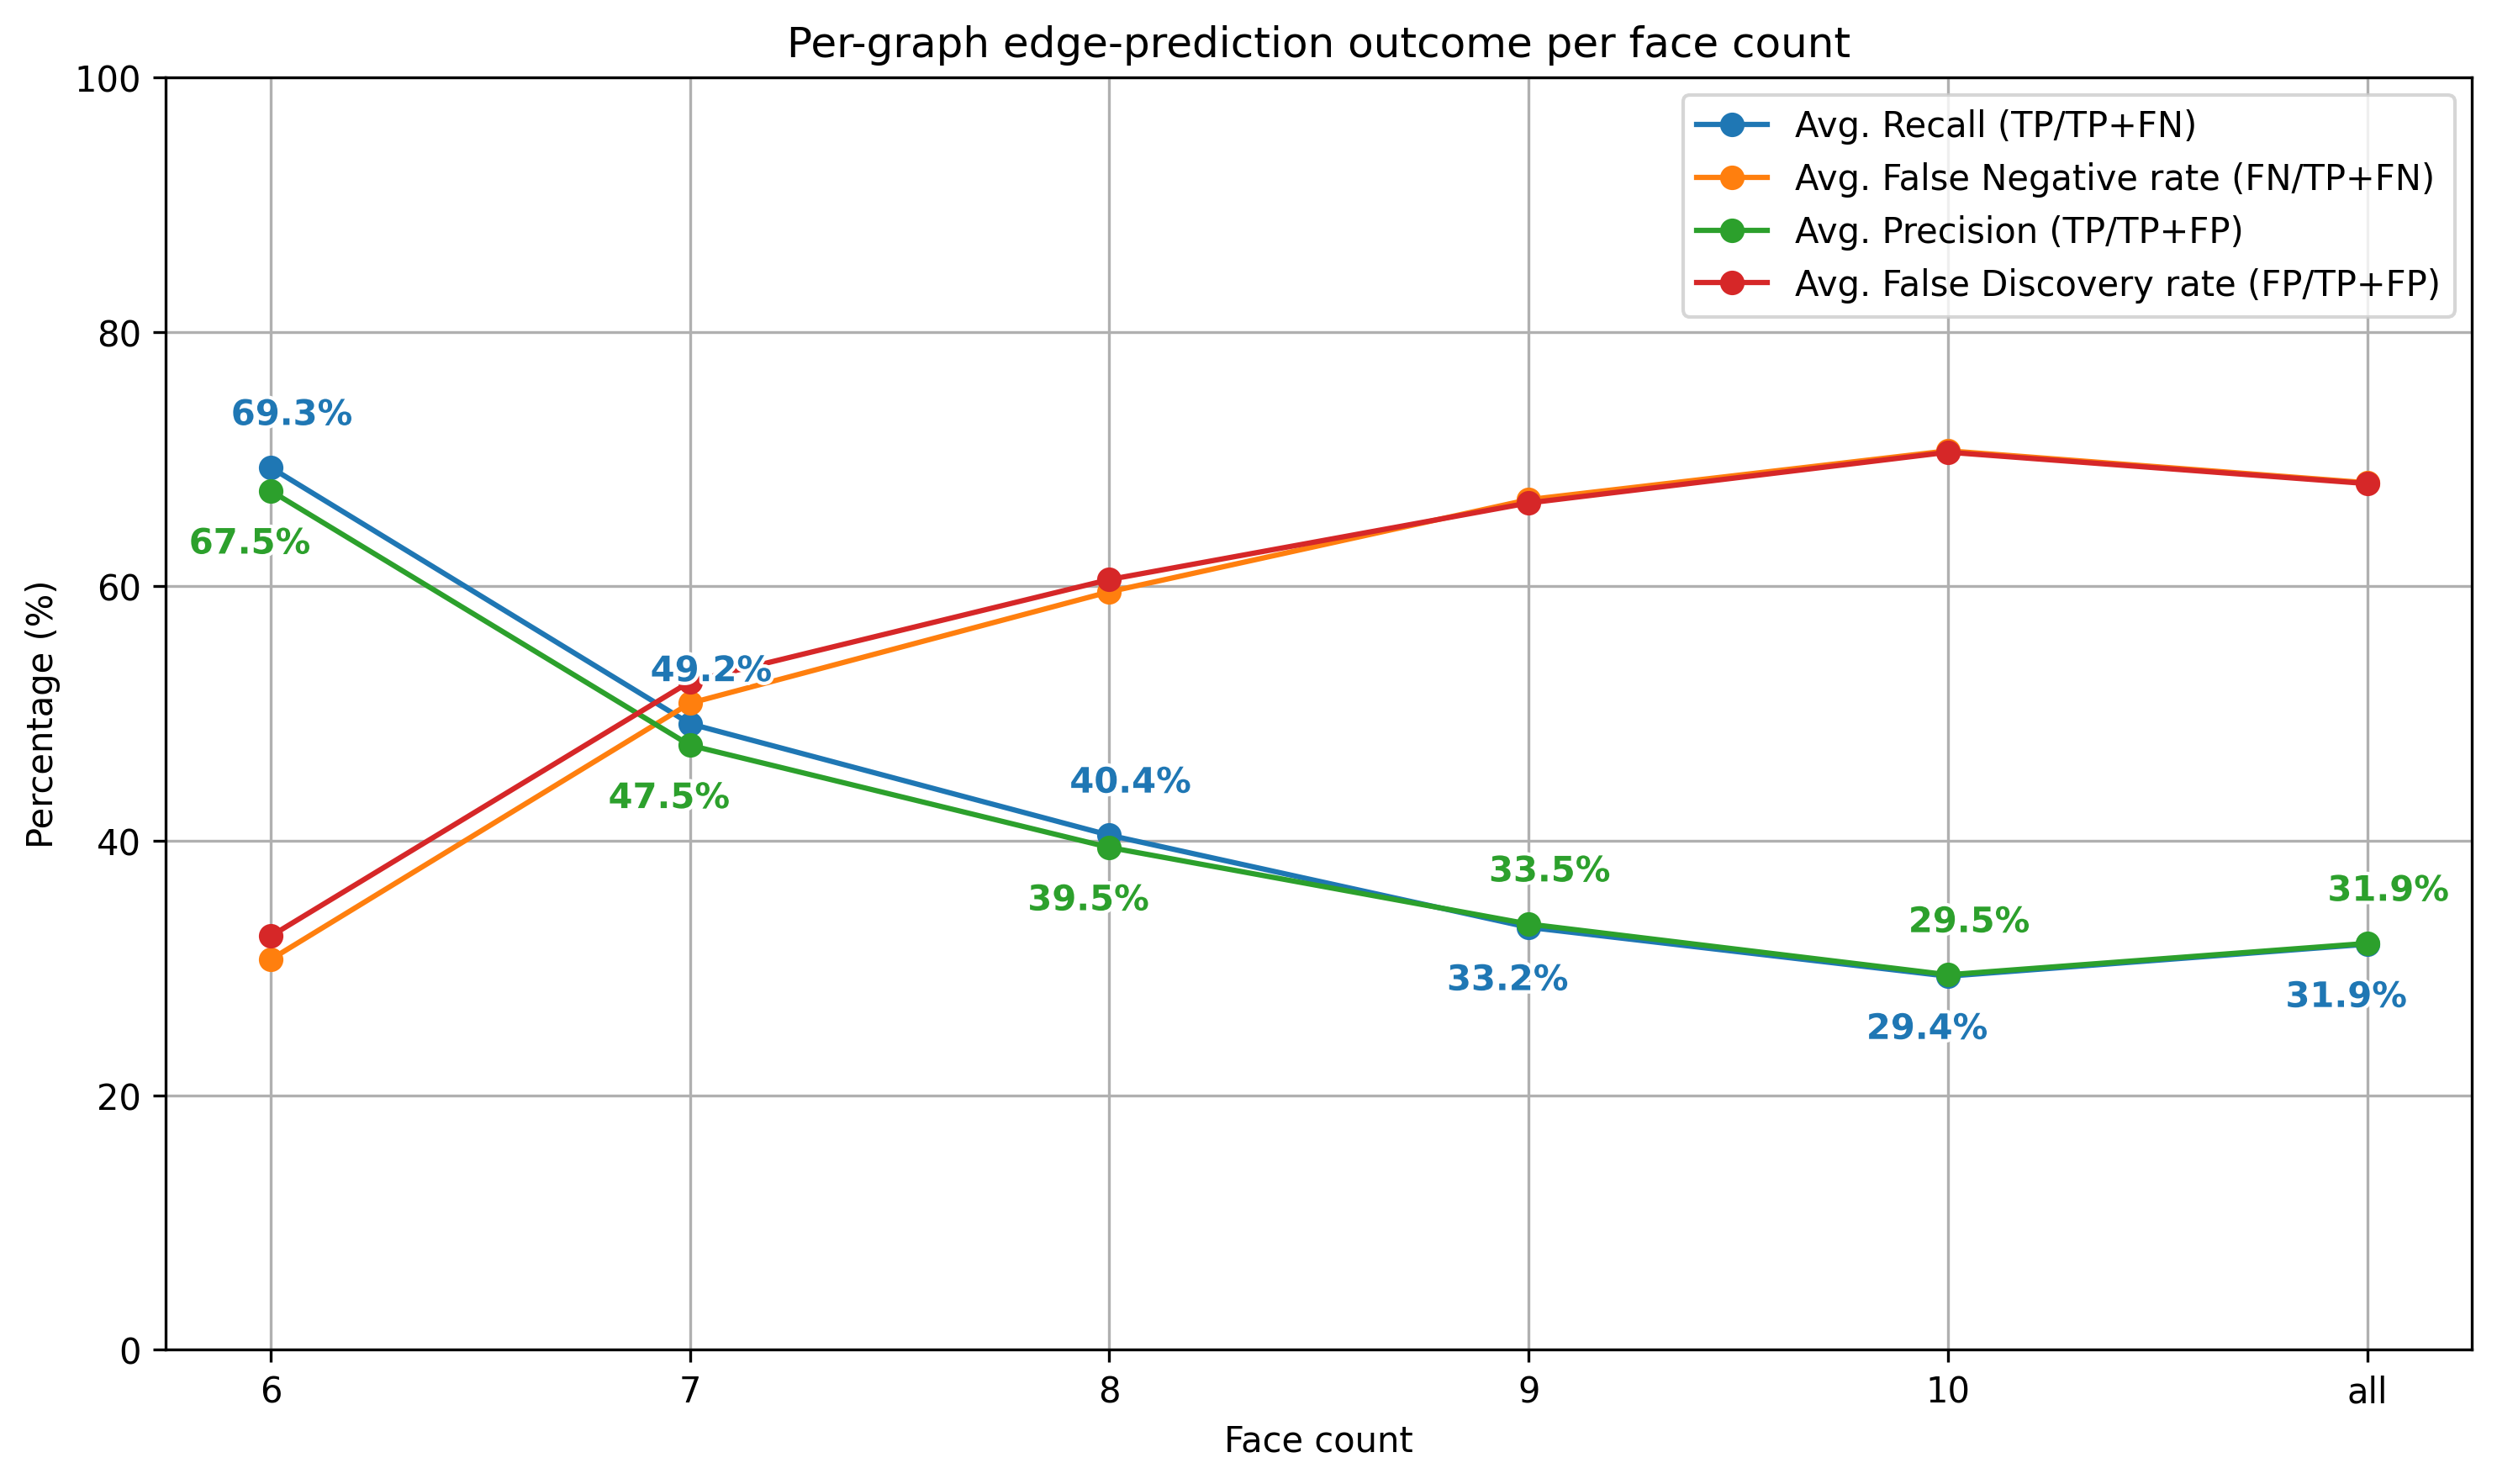 Per-graph edge-prediction outcome per face count
100
80
60
40
20
0
Percentage (%)
Avg. Recall (TP/TP+FN)
Avg. False Negative rate (FN/TP+FN)
Avg. Precision (TP/TP+FP)
Avg. False Discovery rate (FP/TP+FP)
69.3%
67.5%
49.2%
47.5%
40.4%
39.5%
33.5%
33.2%
29.5%
29.4%
31.9%
31.9%
6 7 8 9 10 all
Face count